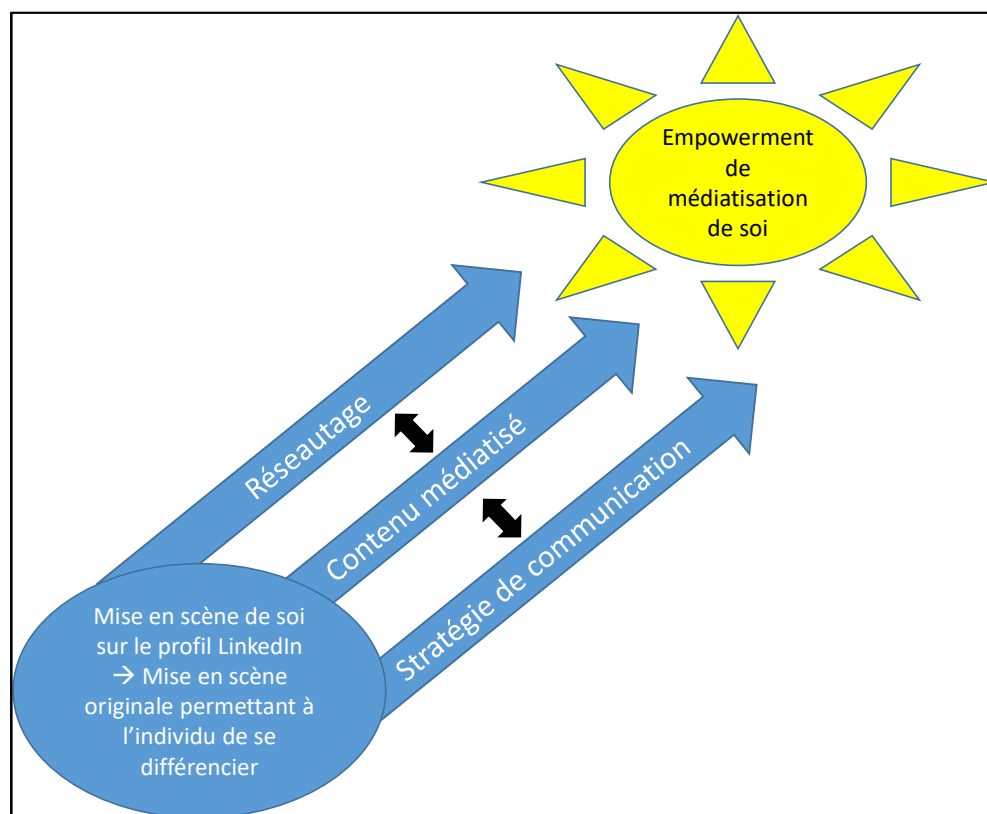 Empowerment
de
médiatisation
de soi
Réseautage
Contenu médiatisé
Stratégie de communication
Mise en scène de soi
sur le profil LinkedIn
→ Mise en scène
originale permettant à
l’individu de se
différencier